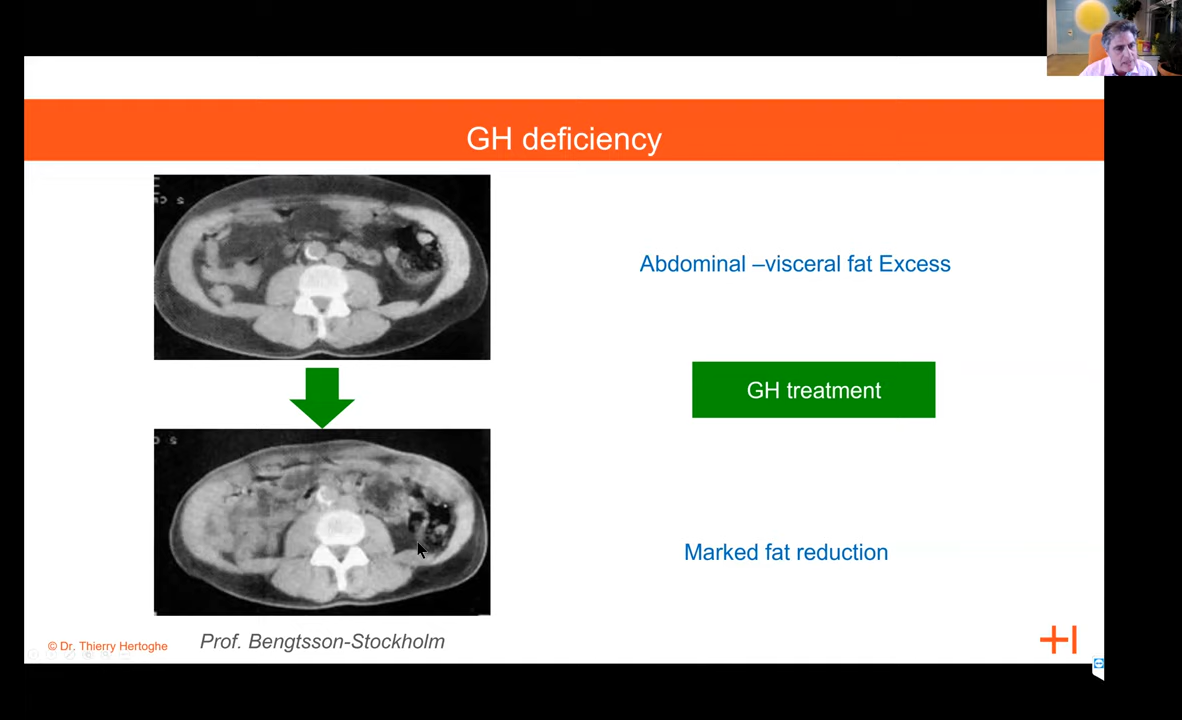 GH deficiency
Abdominal –visceral fat Excess
GH treatment
Marked fat reduction
Prof. Bengtsson-Stockholm
© Dr. Thierry Hertoghe